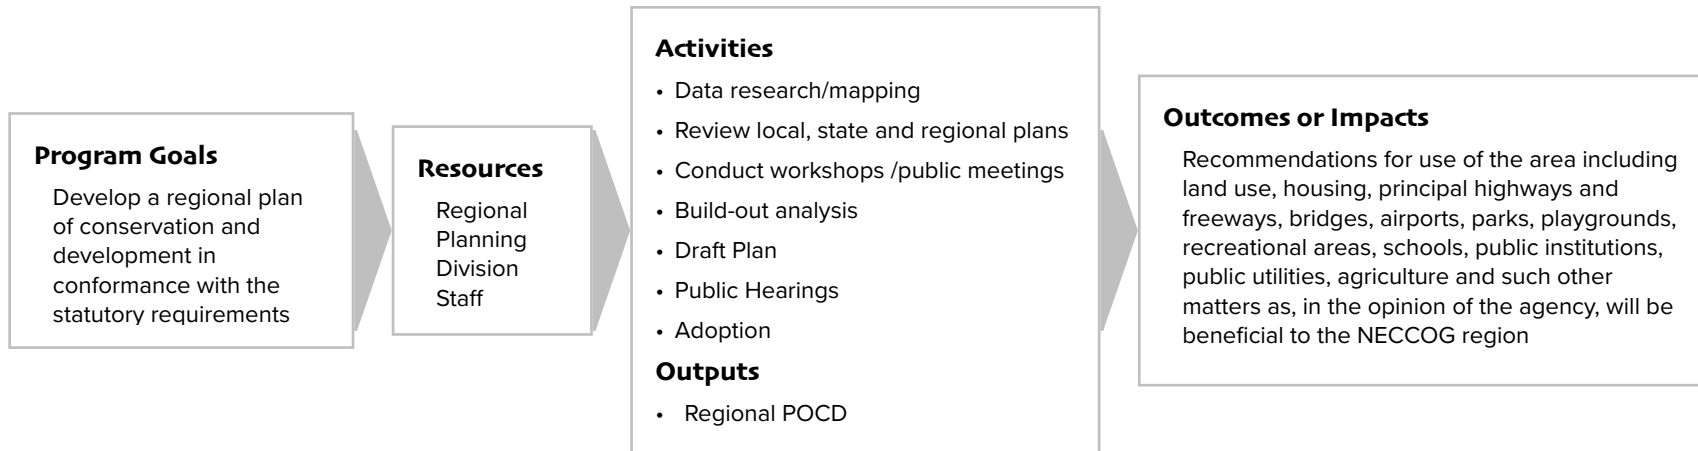 Program Goals
Develop a regional plan
of conservation and
development in
conformance with the
statutory requirements
Resources
Regional
Planning
Division
Staff
Activities
• Data research/mapping
• Review local, state and regional plans
• Conduct workshops /public meetings
• Build-out analysis
• Draft Plan
• Public Hearings
• Adoption
Outputs
• Regional POCD
Outcomes or Impacts
Recommendations for use of the area including
land use, housing, principal highways and
freeways, bridges, airports, parks, playgrounds,
recreational areas, schools, public institutions,
public utilities, agriculture and such other
matters as, in the opinion of the agency, will be
beneficial to the NECCOG region